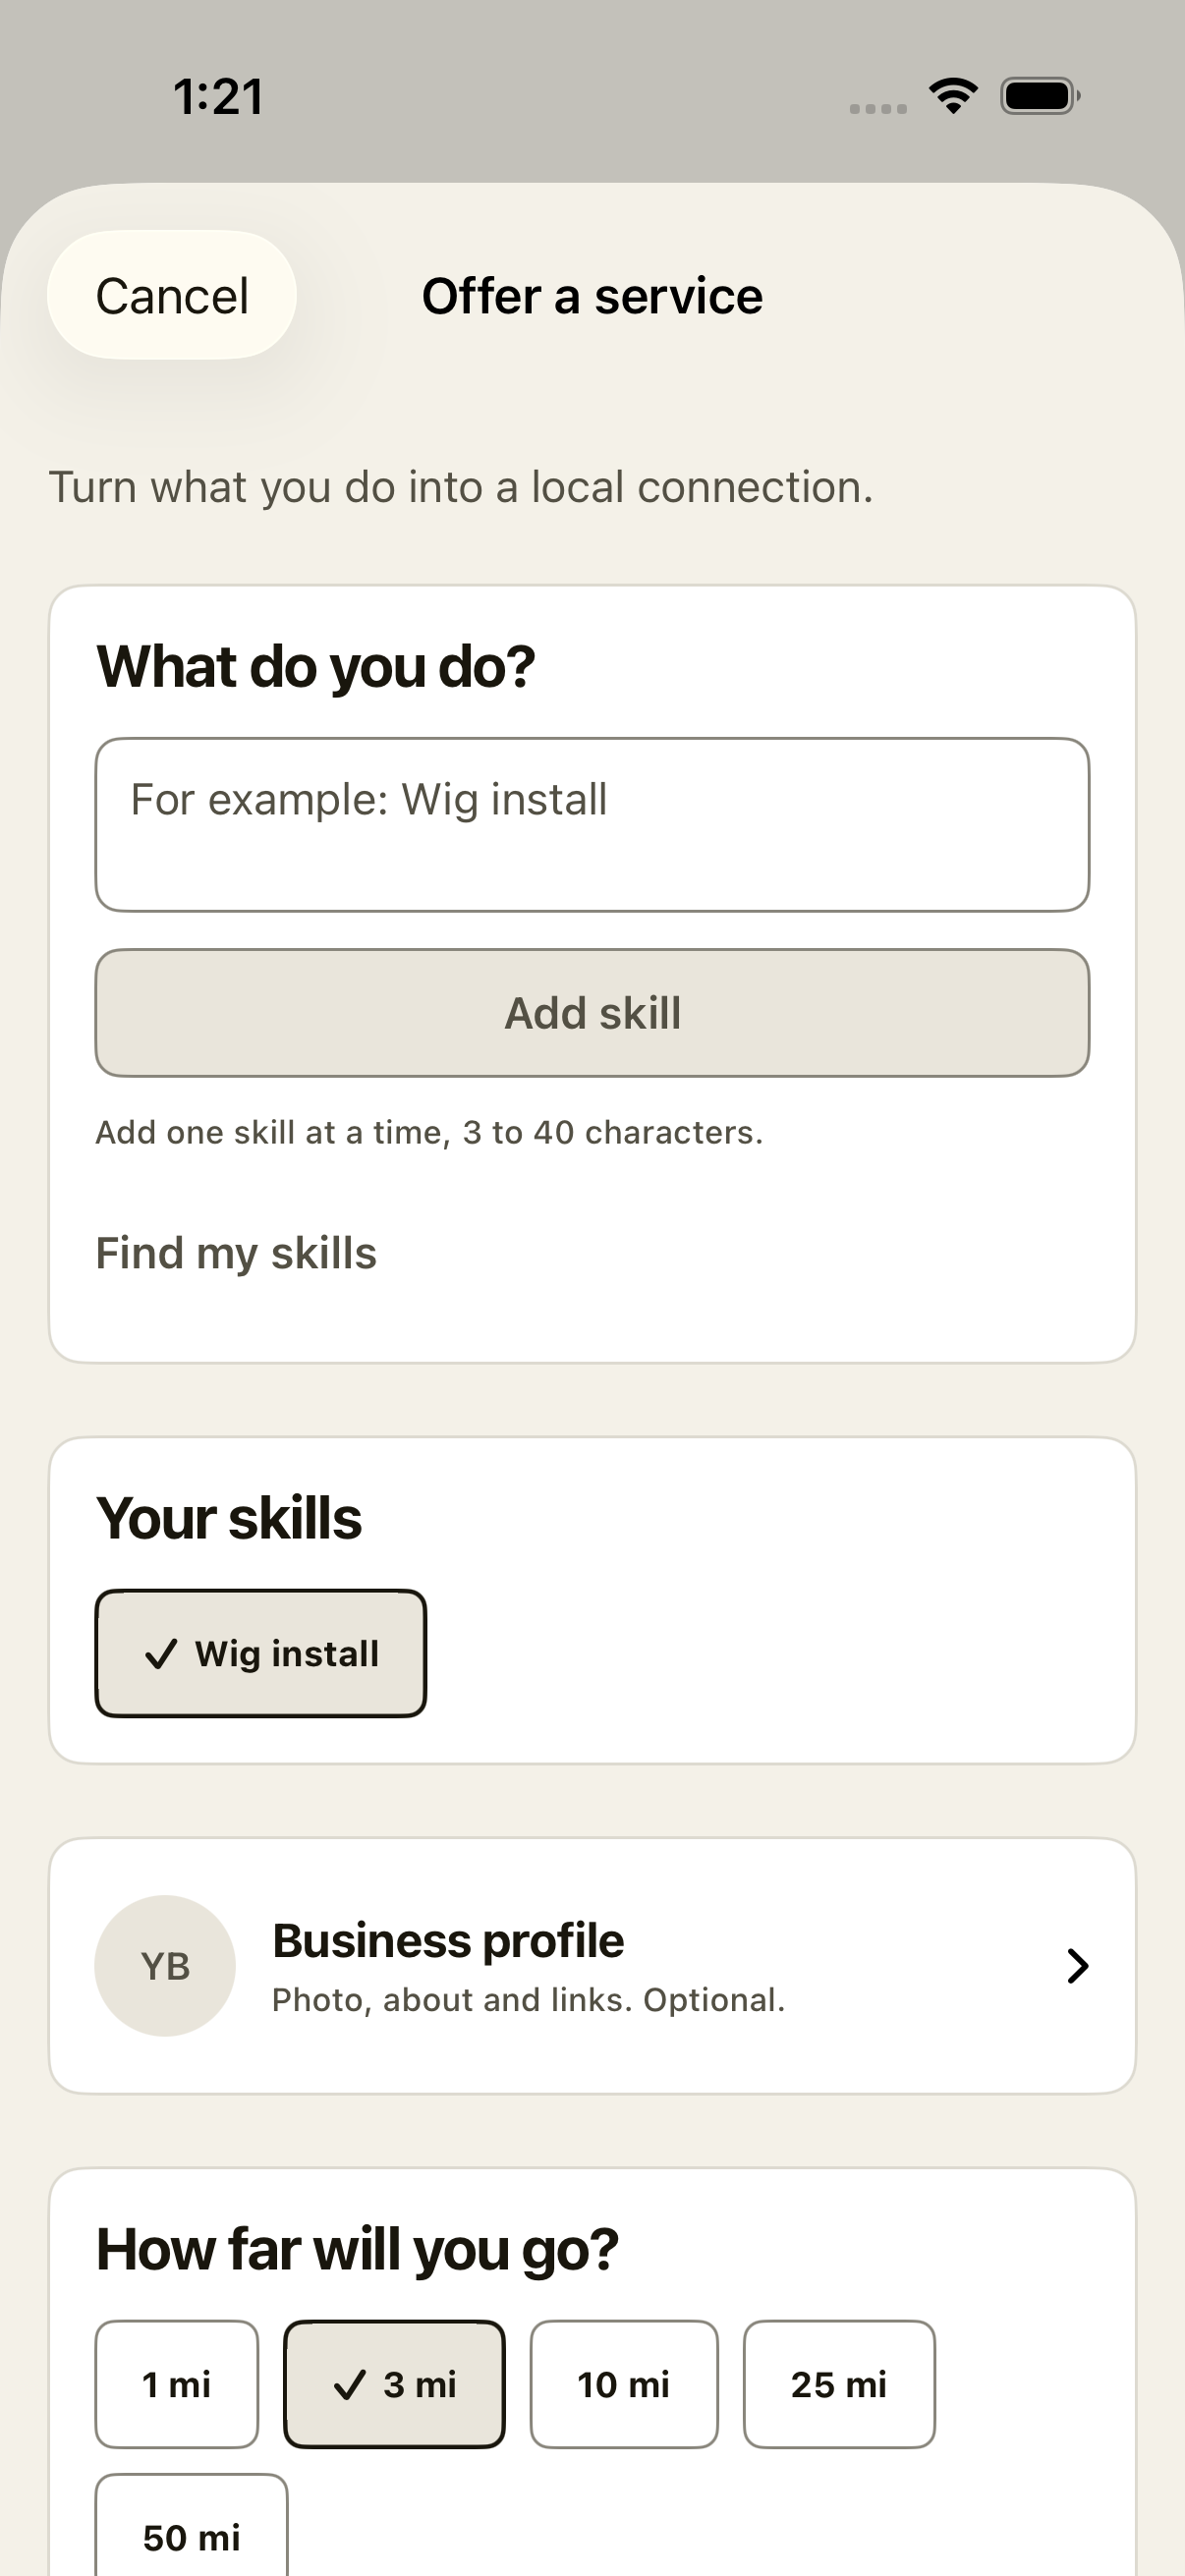 1:21
Cancel
Offer a service
Turn what you do into a local connection.
What do you do?
For example: Wig install
Add skill
Add one skill at a time, 3 to 40 characters.
Find my skills
Your skills
Wig install
YB
Business profile
Photo, about and links. Optional.
How far will you go?
1 mi
3 mi
10 mi
25 mi
50 mi